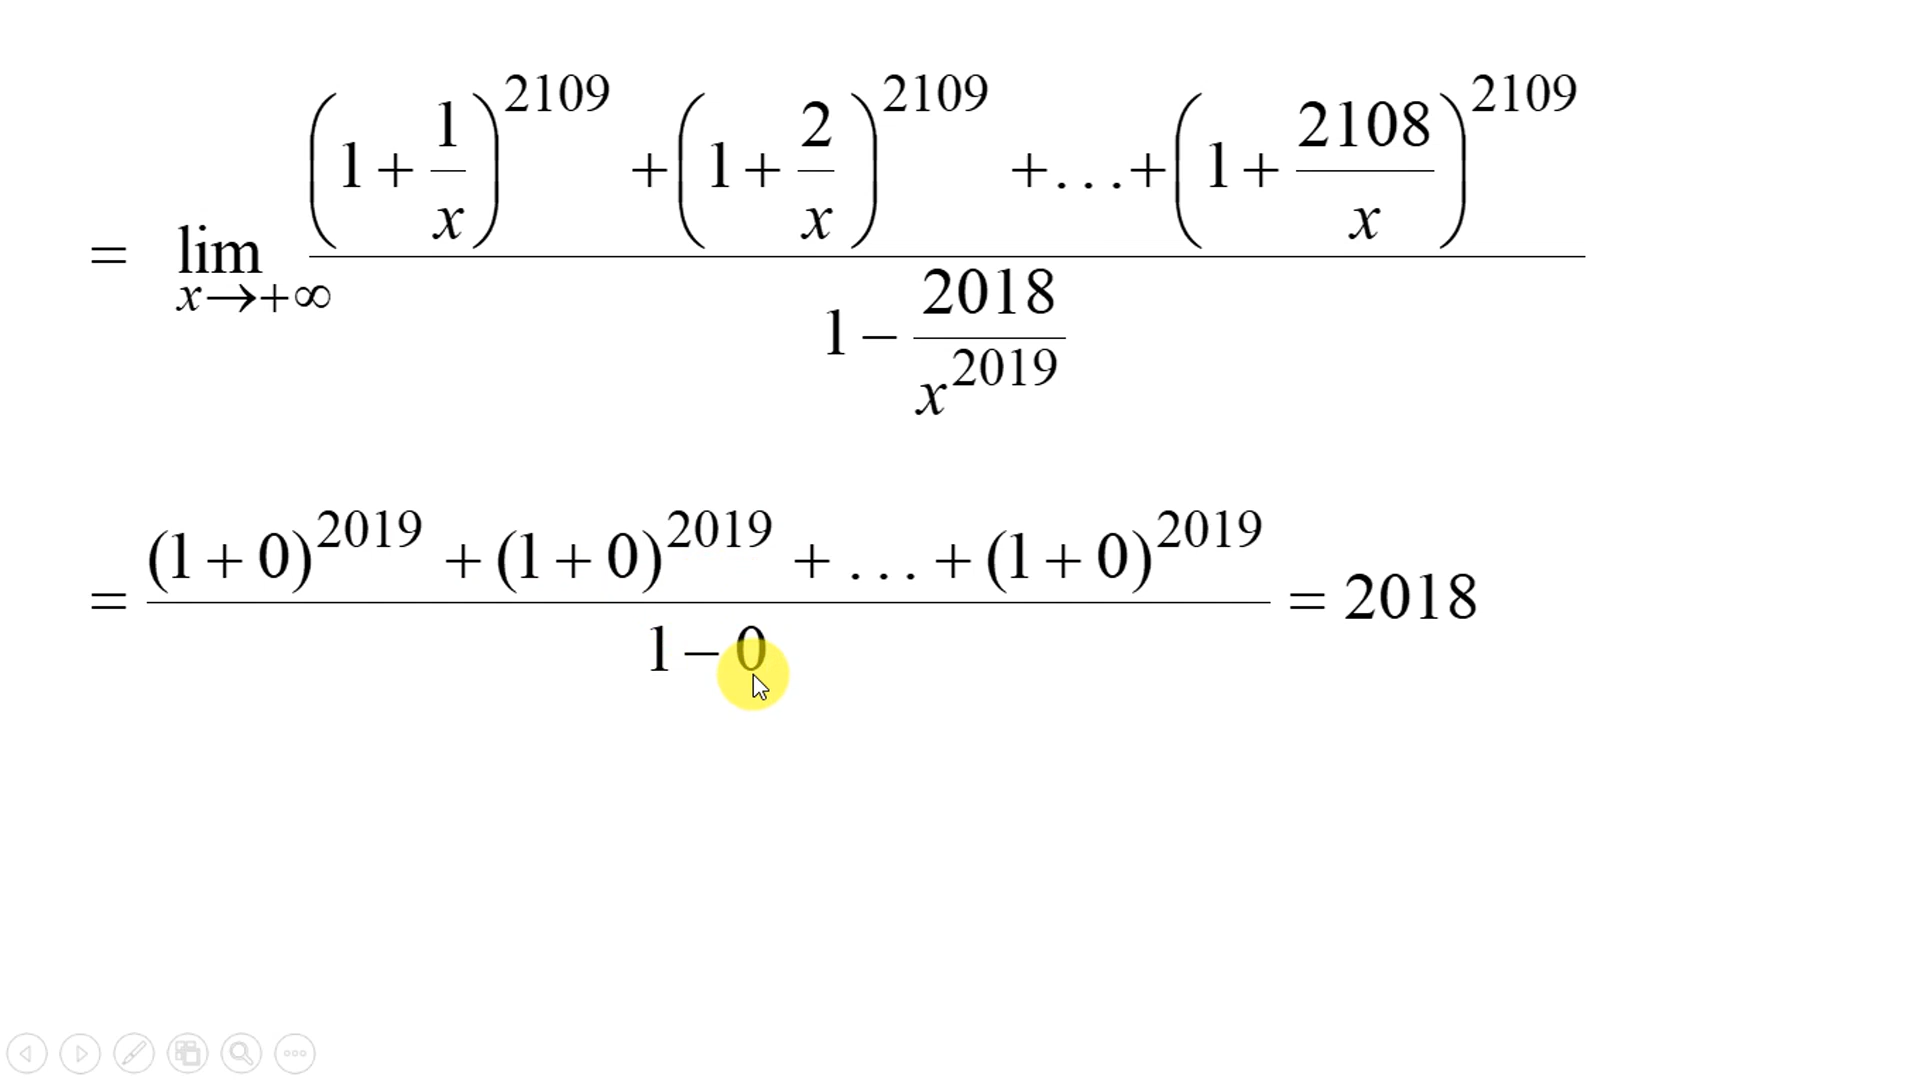 = lim x→+∞ ((1 + 1/x)^2109 + (1 + 2/x)^2109 + ... + (1 + 2108/x)^2109) / (1 − 2018/x^2019)
= ((1 + 0)^2019 + (1 + 0)^2019 + ... + (1 + 0)^2019) / (1 − 0) = 2018